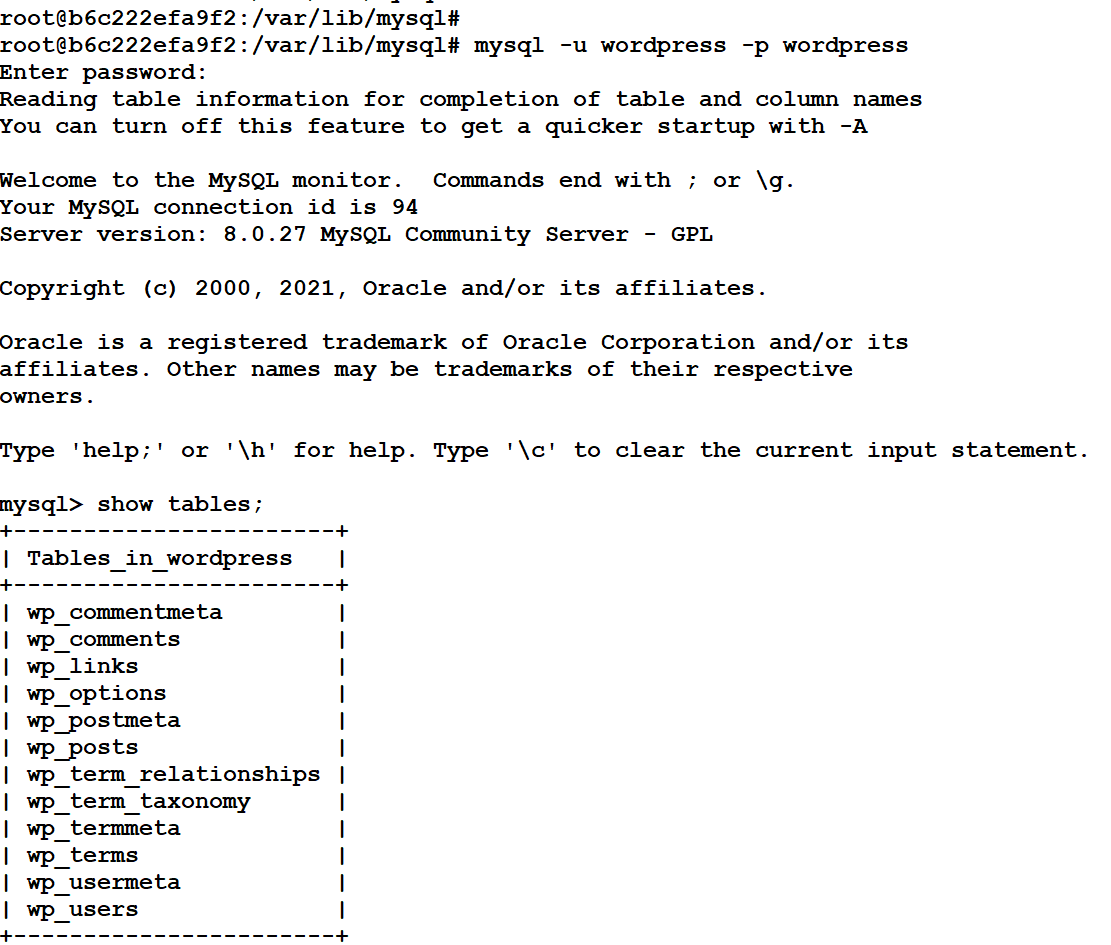 root@b6c222efa9f2:/var/lib/mysql#
root@b6c222efa9f2:/var/lib/mysql# mysql -u wordpress -p wordpress
Enter password:
Reading table information for completion of table and column names
You can turn off this feature to get a quicker startup with -A
Welcome to the MySQL monitor.  Commands end with ; or \g.
Your MySQL connection id is 94
Server version: 8.0.27 MySQL Community Server - GPL
Copyright (c) 2000, 2021, Oracle and/or its affiliates.
Oracle is a registered trademark of Oracle Corporation and/or its
affiliates. Other names may be trademarks of their respective
owners.
Type 'help;' or '\h' for help. Type '\c' to clear the current input statement.
mysql> show tables;
+-----------------------+
| Tables_in_wordpress   |
+-----------------------+
| wp_commentmeta        |
| wp_comments           |
| wp_links              |
| wp_options            |
| wp_postmeta           |
| wp_posts              |
| wp_term_relationships |
| wp_term_taxonomy      |
| wp_termmeta           |
| wp_terms              |
| wp_usermeta           |
| wp_users              |
+-----------------------+